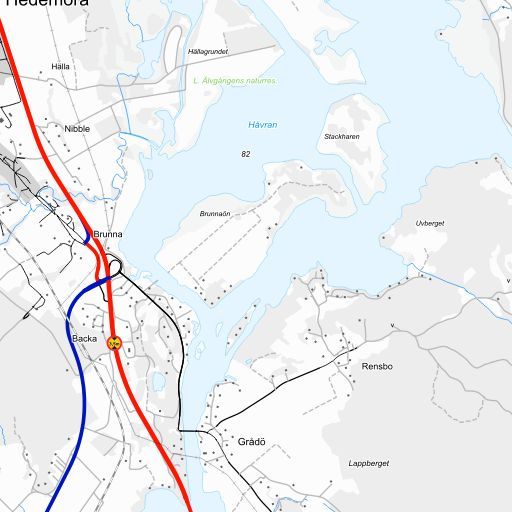 Hedemora
Hälla
Hällagrundet
L. Älvgångens naturres.
Nibble
Håvran
Stackharen
82
Brunnaön
Uvberget
Brunna
Backa
Rensbo
Grådö
Lappberget